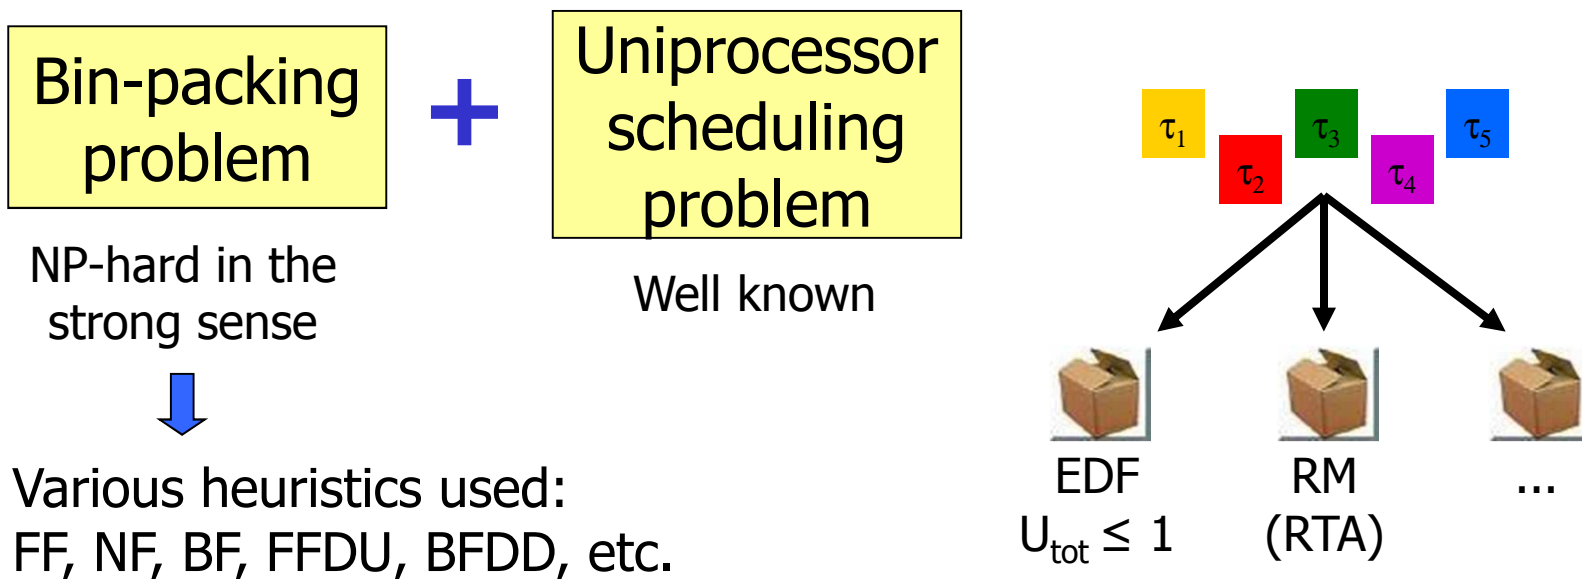 Bin-packing
problem
+
Uniprocessor
scheduling
problem
NP-hard in the
strong sense
Well known
Various heuristics used:
FF, NF, BF, FFDU, BFDD, etc.
τ1
τ2
τ3
τ4
τ5
EDF
Utot ≤ 1
RM
(RTA)
...